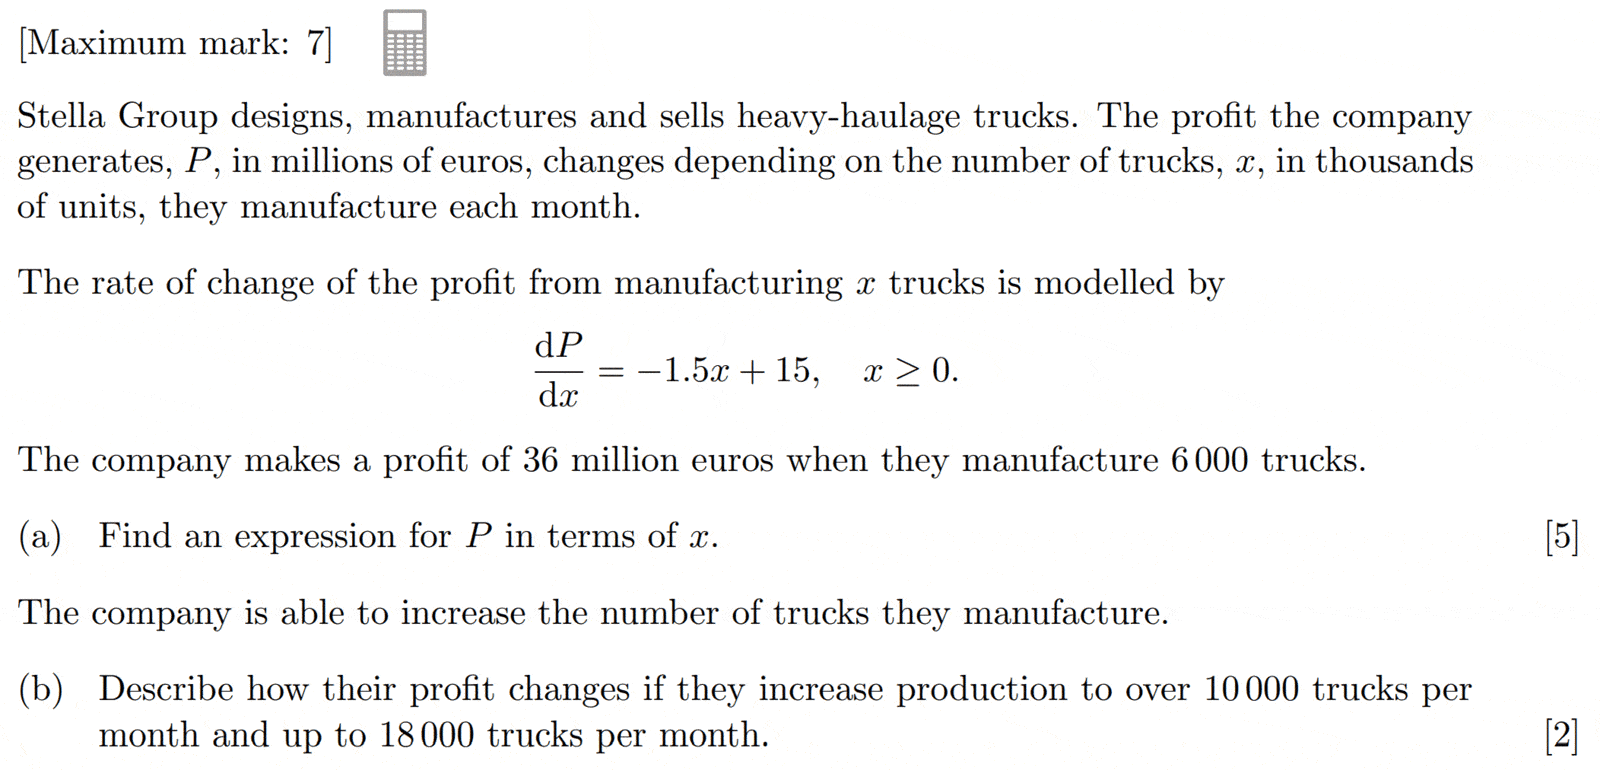 [Maximum mark: 7]
Stella Group designs, manufactures and sells heavy-haulage trucks. The profit the company
generates, P, in millions of euros, changes depending on the number of trucks, x, in thousands
of units, they manufacture each month.
The rate of change of the profit from manufacturing x trucks is modelled by
dP/dx = −1.5x + 15, x ≥ 0.
The company makes a profit of 36 million euros when they manufacture 6 000 trucks.
(a) Find an expression for P in terms of x. [5]
The company is able to increase the number of trucks they manufacture.
(b) Describe how their profit changes if they increase production to over 10 000 trucks per
month and up to 18 000 trucks per month. [2]